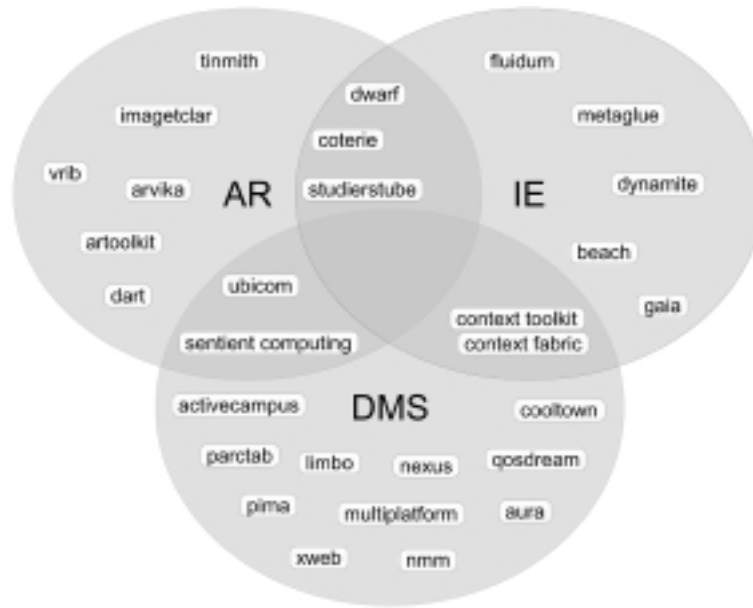 tinmith
fluidum
dwarf
imagetclar
metaglue
coterie
vrib
arvika
AR
studierstube
IE
dynamite
artoolkit
beach
dart
ubicom
gaia
context toolkit
sentient computing
context fabric
activecampus
DMS
cooltown
parctab
limbo
nexus
qosdream
pima
multiplatform
aura
xweb
nmm